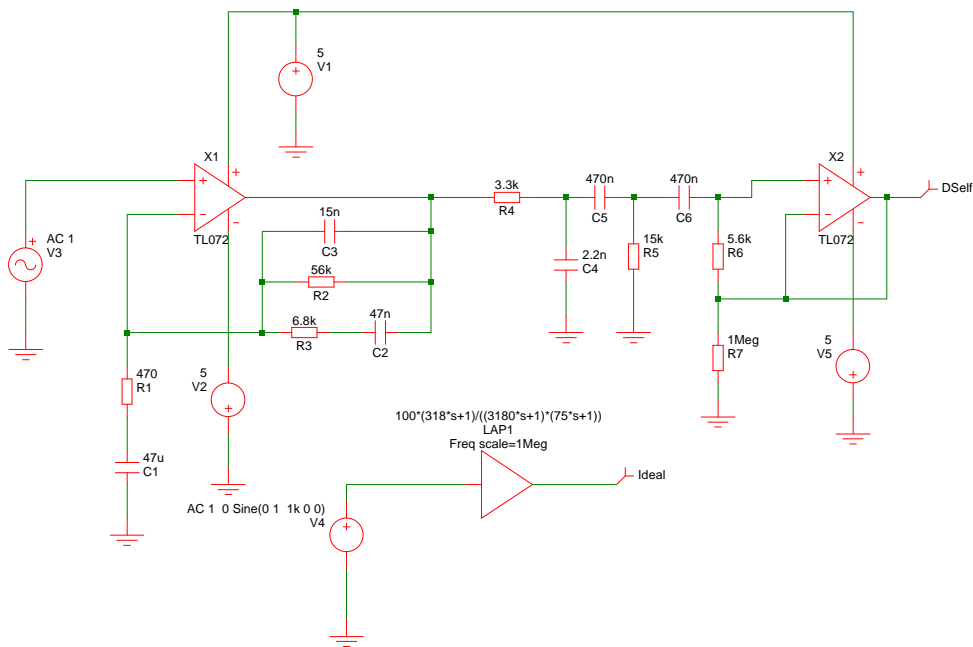 5
V1
X1
+
+
−
−
TL072
AC 1
V3
+
15n
C3
56k
R2
6.8k
R3
47n
C2
470
R1
47u
C1
5
V2
+
3.3k
R4
470n
C5
470n
C6
2.2n
C4
15k
R5
5.6k
R6
1Meg
R7
X2
+
+
−
−
TL072
DSelf
5
V5
+
100*(318*s+1)/((3180*s+1)*(75*s+1))
LAP1
Freq scale=1Meg
Ideal
AC 1 0 Sine(0 1 1k 0 0)
V4
+